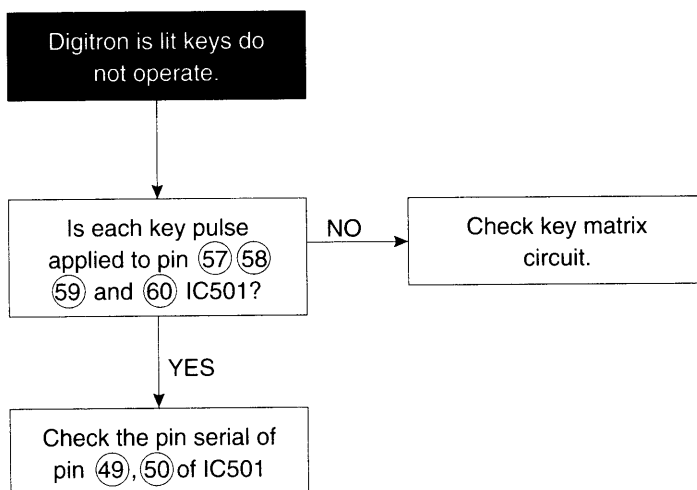 Digitron is lit keys do
not operate.
Is each key pulse
applied to pin 57 58
59 and 60 IC501?
NO
Check key matrix
circuit.
YES
Check the pin serial of
pin 49, 50 of IC501